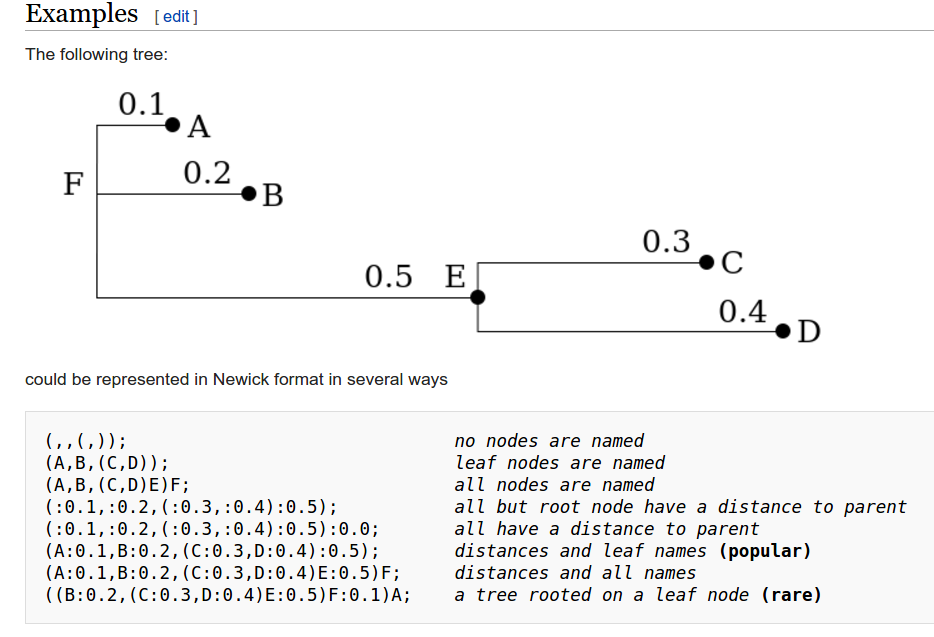 Examples [ edit ]
The following tree:
0.1
A
0.2
F
B
0.3
C
0.5 E
0.4
D
could be represented in Newick format in several ways
(,,(,)); no nodes are named
(A,B,(C,D)); leaf nodes are named
(A,B,(C,D)E)F; all nodes are named
(:0.1,:0.2,(:0.3,:0.4):0.5); all but root node have a distance to parent
(:0.1,:0.2,(:0.3,:0.4):0.5):0.0; all have a distance to parent
(A:0.1,B:0.2,(C:0.3,D:0.4):0.5); distances and leaf names (popular)
(A:0.1,B:0.2,(C:0.3,D:0.4)E:0.5)F; distances and all names
((B:0.2,(C:0.3,D:0.4)E:0.5)F:0.1)A; a tree rooted on a leaf node (rare)